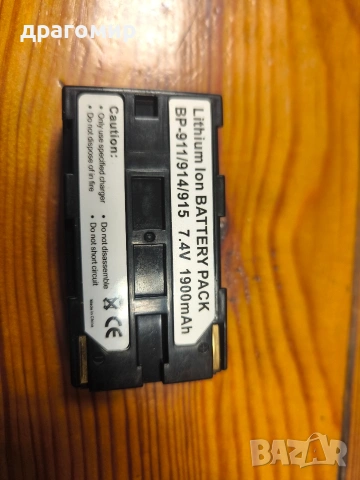 драгомир
Lithium Ion BATTERY PACK
BP-911/914/915 7.4V 1900mAh
Caution:
• Only use specified charger
• Do not dispose of in fire
• Do not disassemble
• Do not short circuit
CE
Made in China
BAZAR